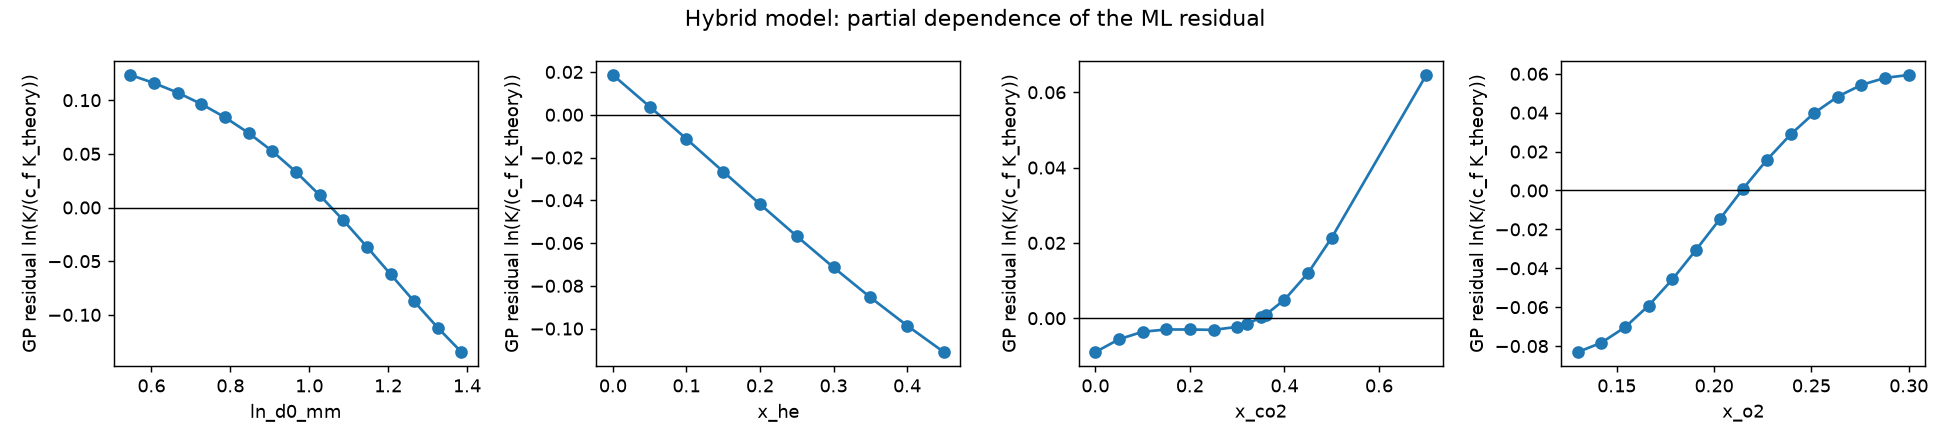 Hybrid model: partial dependence of the ML residual
GP residual ln(K/(c_f K_theory))
0.10
0.05
0.00
−0.05
−0.10
0.6 0.8 1.0 1.2 1.4
ln_d0_mm
GP residual ln(K/(c_f K_theory))
0.02
0.00
−0.02
−0.04
−0.06
−0.08
−0.10
0.0 0.1 0.2 0.3 0.4
x_he
GP residual ln(K/(c_f K_theory))
0.06
0.04
0.02
0.00
0.0 0.2 0.4 0.6
x_co2
GP residual ln(K/(c_f K_theory))
0.06
0.04
0.02
0.00
−0.02
−0.04
−0.06
−0.08
0.15 0.20 0.25 0.30
x_o2